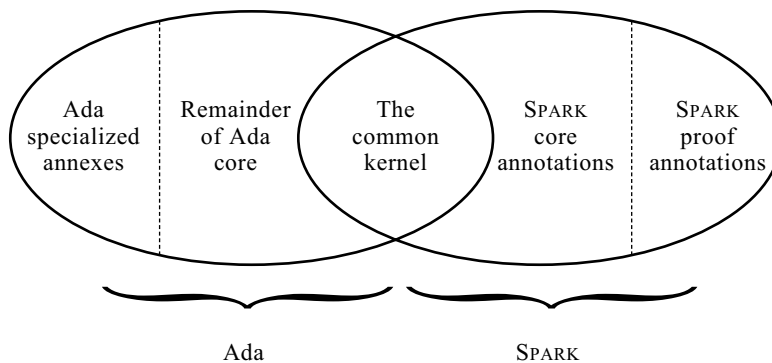 Ada
specialized
annexes
Remainder
of Ada
core
The
common
kernel
SPARK
core
annotations
SPARK
proof
annotations
Ada
SPARK